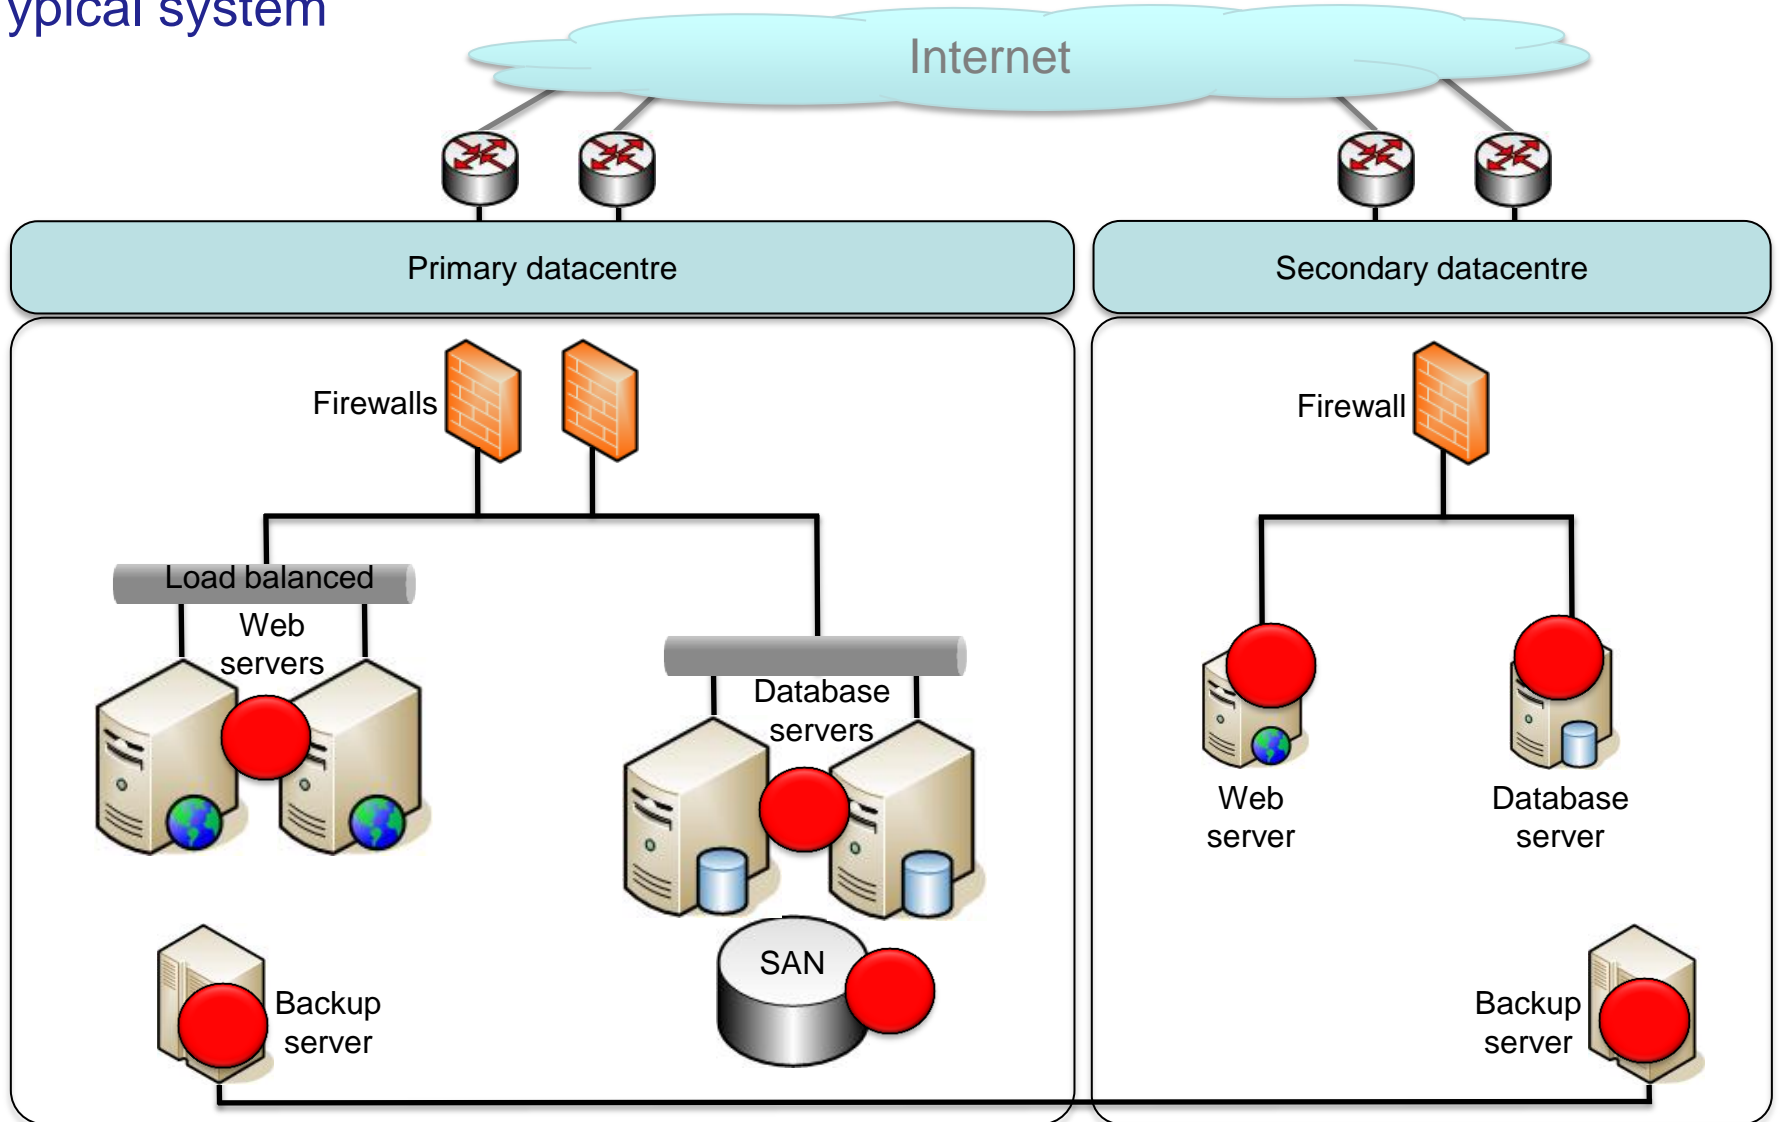 ypical system
Internet
Primary datacentre
Secondary datacentre
Firewalls
Firewall
Load balanced
Web
servers
Database
servers
Web
server
Database
server
SAN
Backup
server
Backup
server